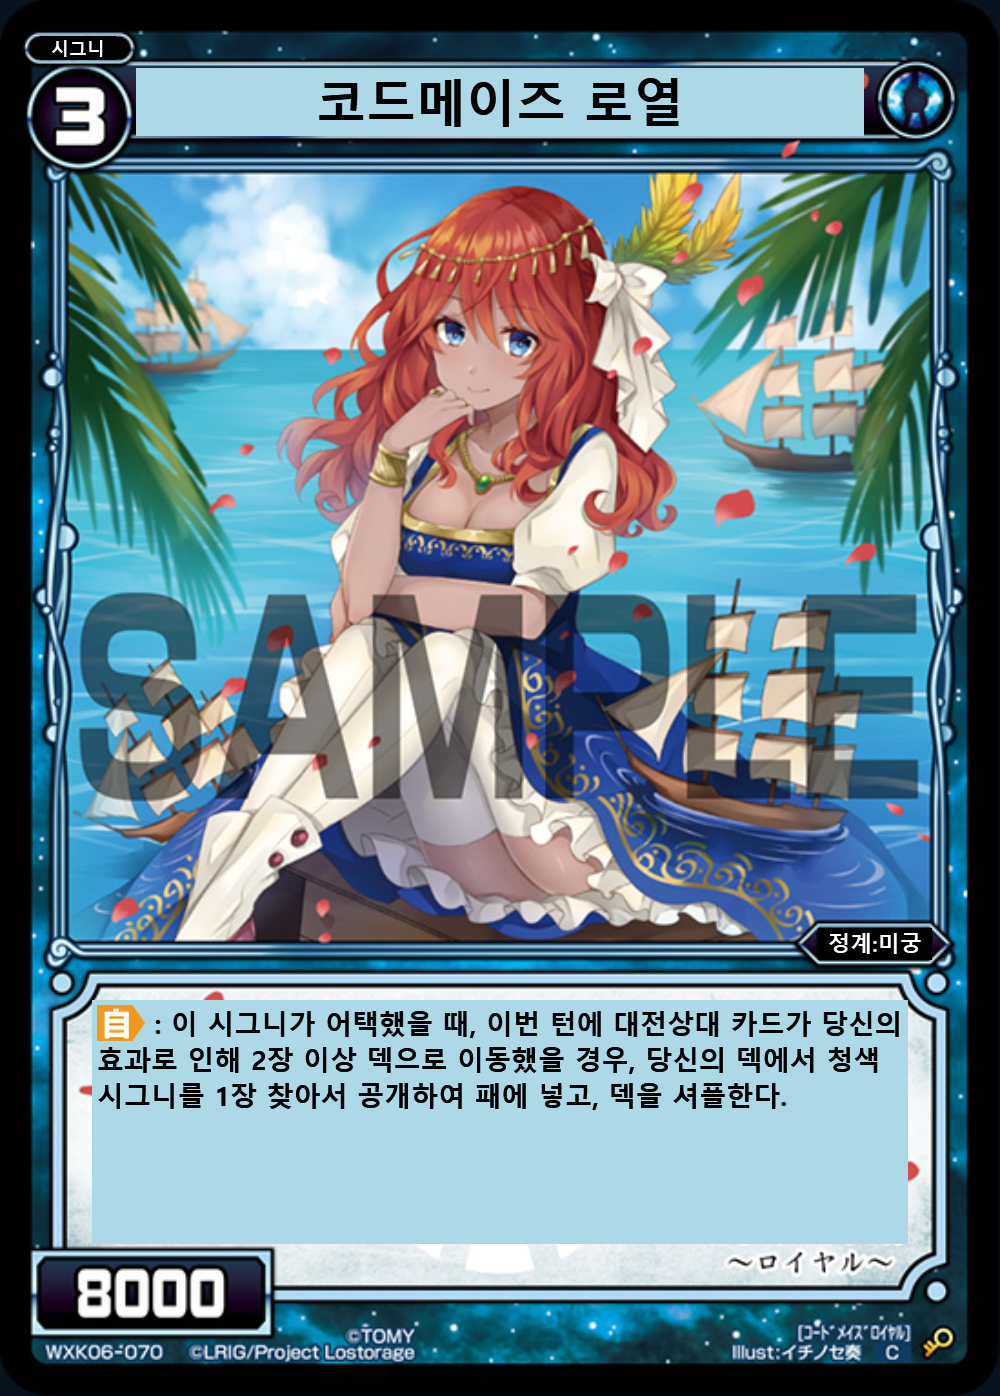 시그니
3
코드메이즈 로열
SAMPLE
정계:미궁
自 : 이 시그니가 어택했을 때, 이번 턴에 대전상대 카드가 당신의
효과로 인해 2장 이상 덱으로 이동했을 경우, 당신의 덱에서 청색
시그니를 1장 찾아서 공개하여 패에 넣고, 덱을 셔플한다.
～ロイヤル～
8000
©TOMY
[ｺｰﾄﾞﾒｲｽﾞﾛｲﾔﾙ]
WXK06-070 ©LRIG/Project Lostorage
Illust:イチノセ奏 C